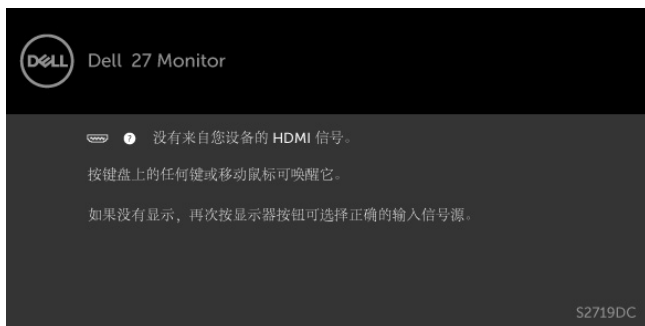 DELL
Dell 27 Monitor
? 没有来自您设备的 HDMI 信号。
按键盘上的任何键或移动鼠标可唤醒它。
如果没有显示，再次按显示器按钮可选择正确的输入信号源。
S2719DC